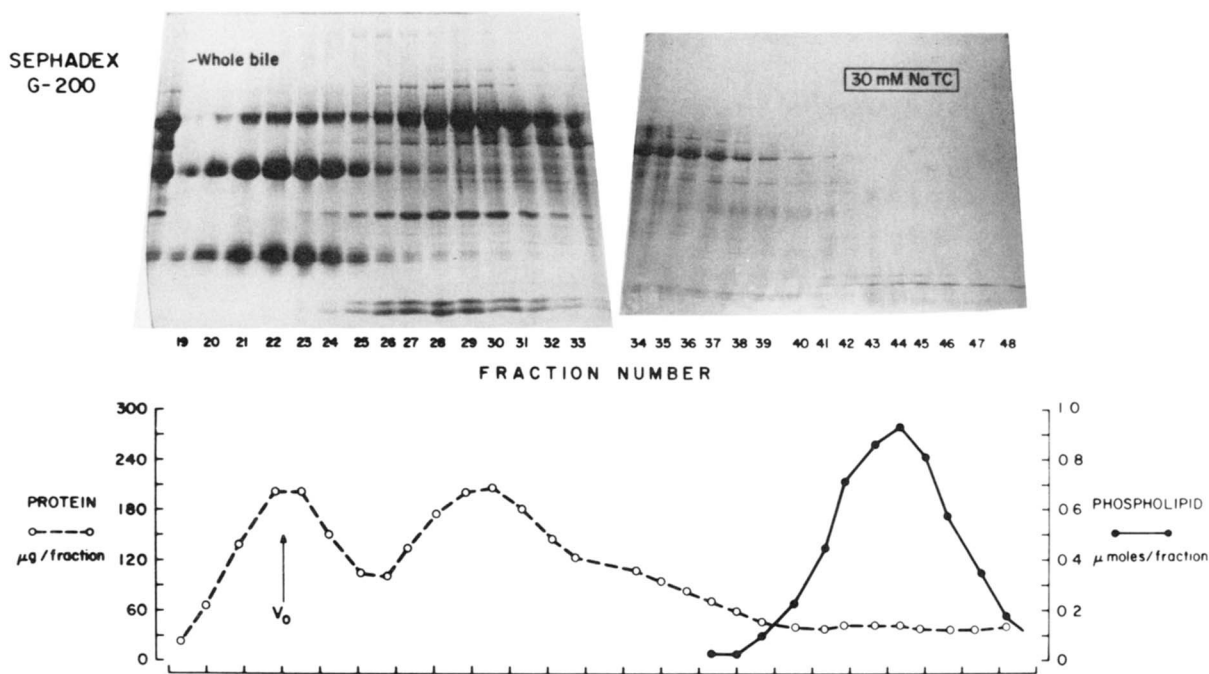 SEPHADEX
G-200
-Whole bile
30 mM NaTC
19 20 21 22 23 24 25 26 27 28 29 30 31 32 33
34 35 36 37 38 39 40 41 42 43 44 45 46 47 48
FRACTION NUMBER
300
240
180
120
60
0
PROTEIN
µg/fraction
V₀
1 0
0 8
0 6
0 4
0 2
0
PHOSPHOLIPID
µ moles/fraction